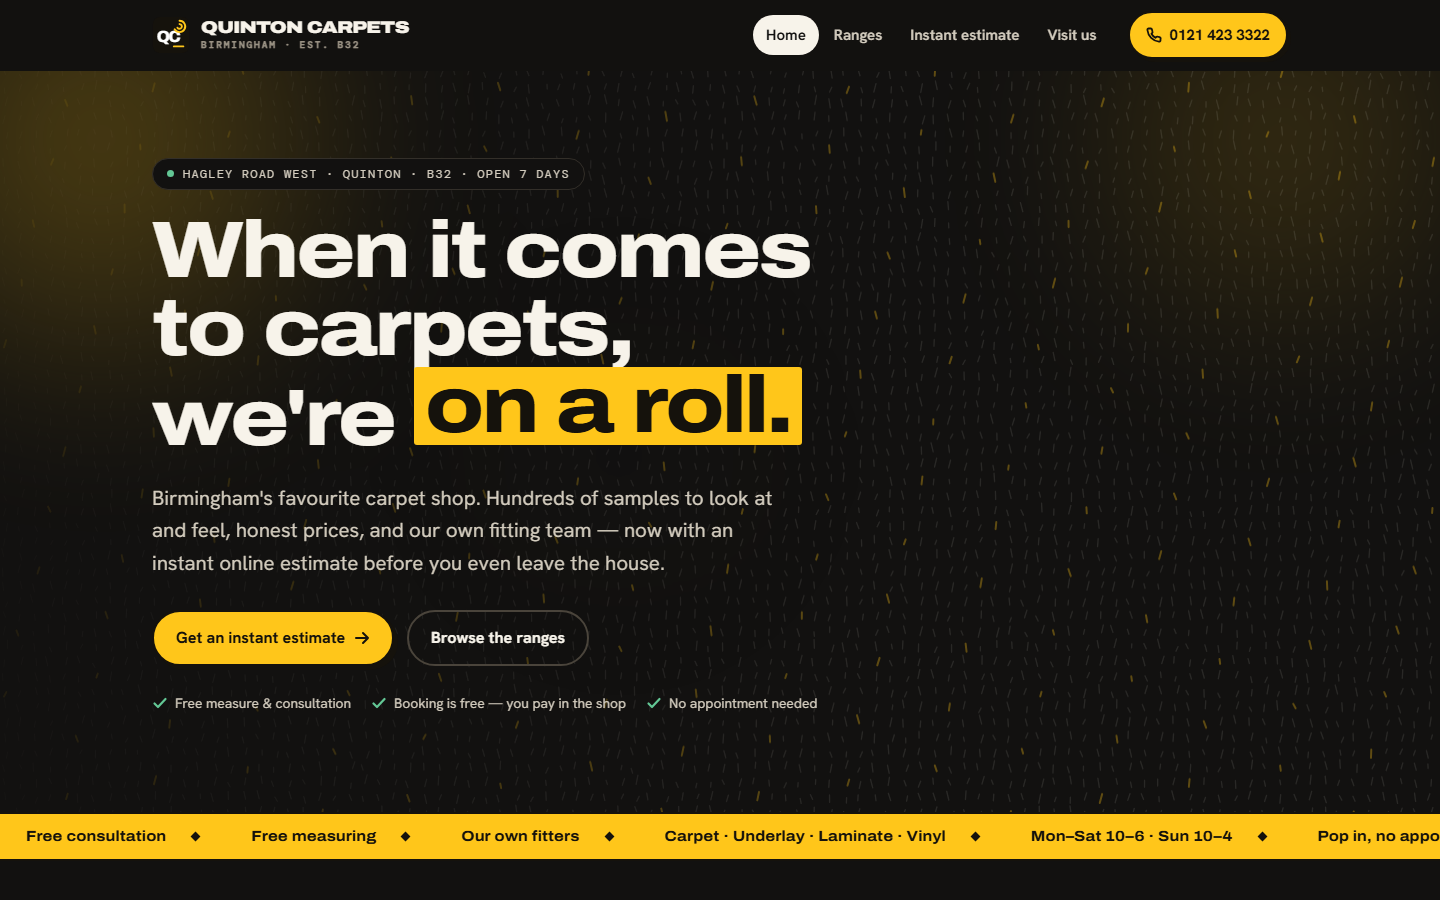 QC
QUINTON CARPETS
BIRMINGHAM · EST. B32
Home
Ranges
Instant estimate
Visit us
0121 423 3322
HAGLEY ROAD WEST · QUINTON · B32 · OPEN 7 DAYS
When it comes
to carpets,
we're on a roll.
Birmingham's favourite carpet shop. Hundreds of samples to look at
and feel, honest prices, and our own fitting team — now with an
instant online estimate before you even leave the house.
Get an instant estimate →
Browse the ranges
✓ Free measure & consultation ✓ Booking is free — you pay in the shop ✓ No appointment needed
Free consultation ◆ Free measuring ◆ Our own fitters ◆ Carpet · Underlay · Laminate · Vinyl ◆ Mon–Sat 10–6 · Sun 10–4 ◆ Pop in, no appo